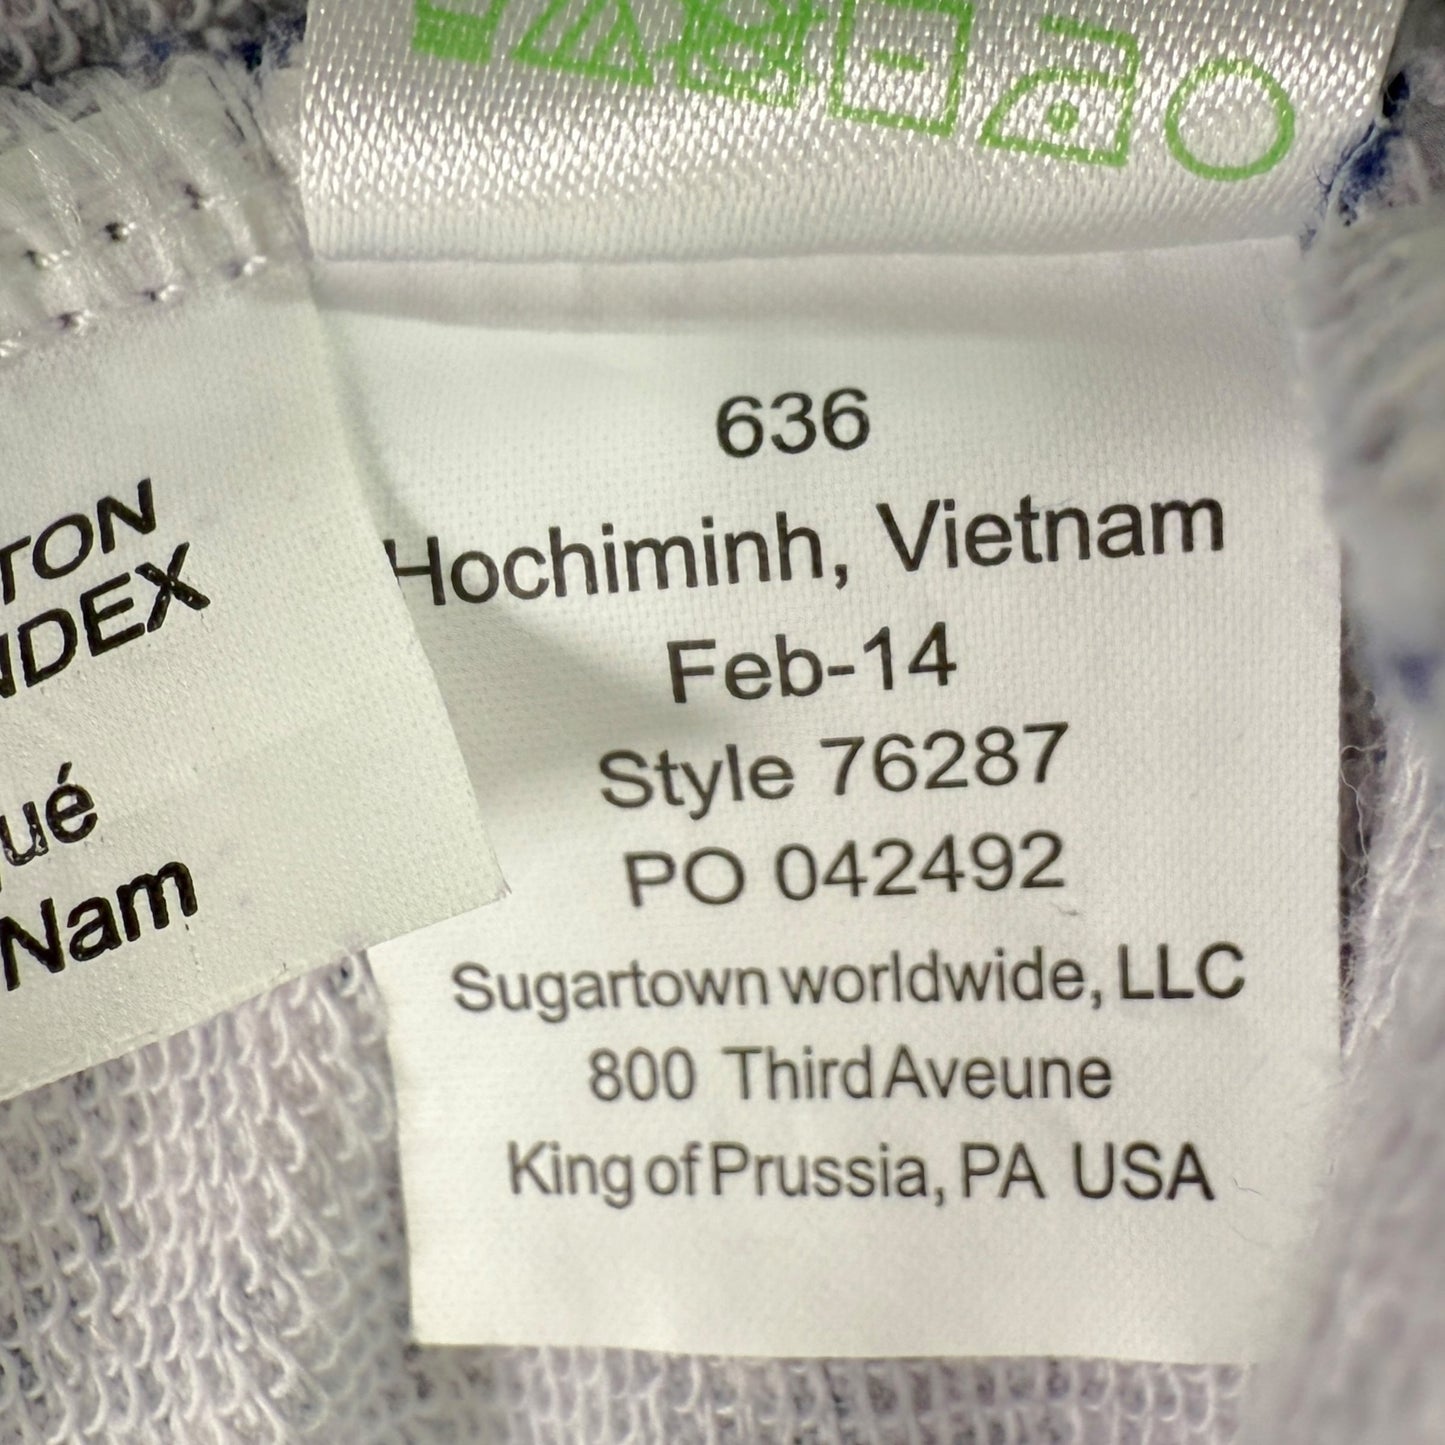 636
Hochiminh, Vietnam
Feb-14
Style 76287
PO 042492
Sugartown worldwide, LLC
800 Third Aveune
King of Prussia, PA USA
TON
NDEX
ué
Nam